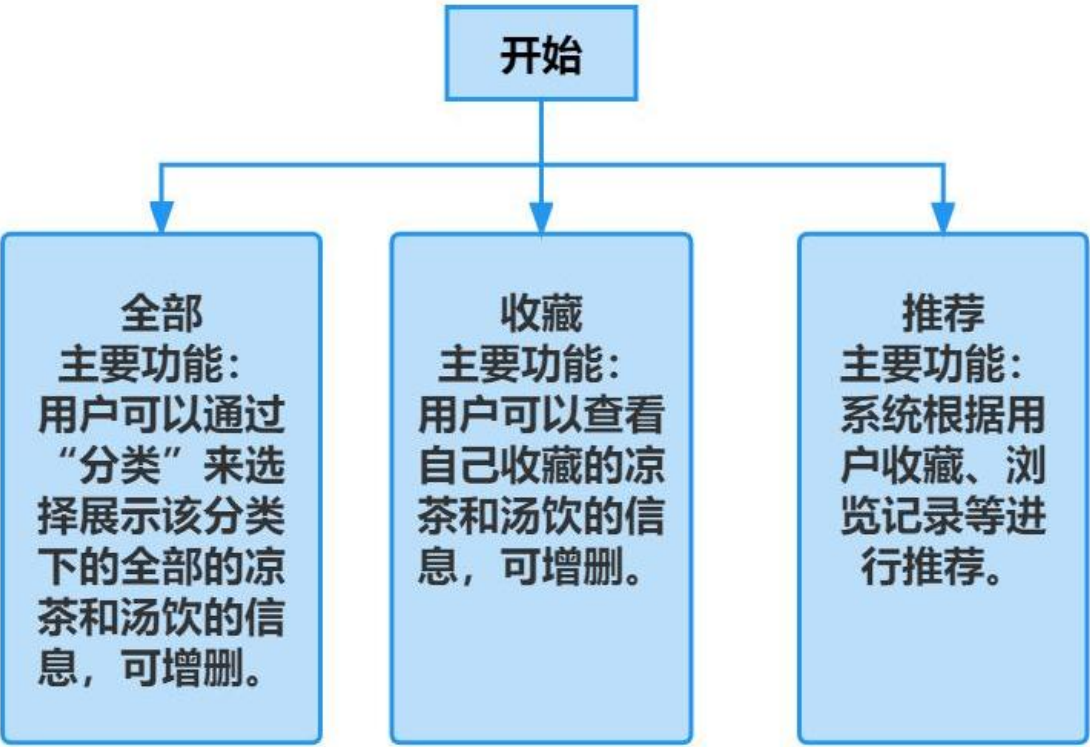 开始
全部
主要功能：
用户可以通过
“分类”来选
择展示该分类
下的全部的凉
茶和汤饮的信
息，可增删。
收藏
主要功能：
用户可以查看
自己收藏的凉
茶和汤饮的信
息，可增删。
推荐
主要功能：
系统根据用
户收藏、浏
览记录等进
行推荐。